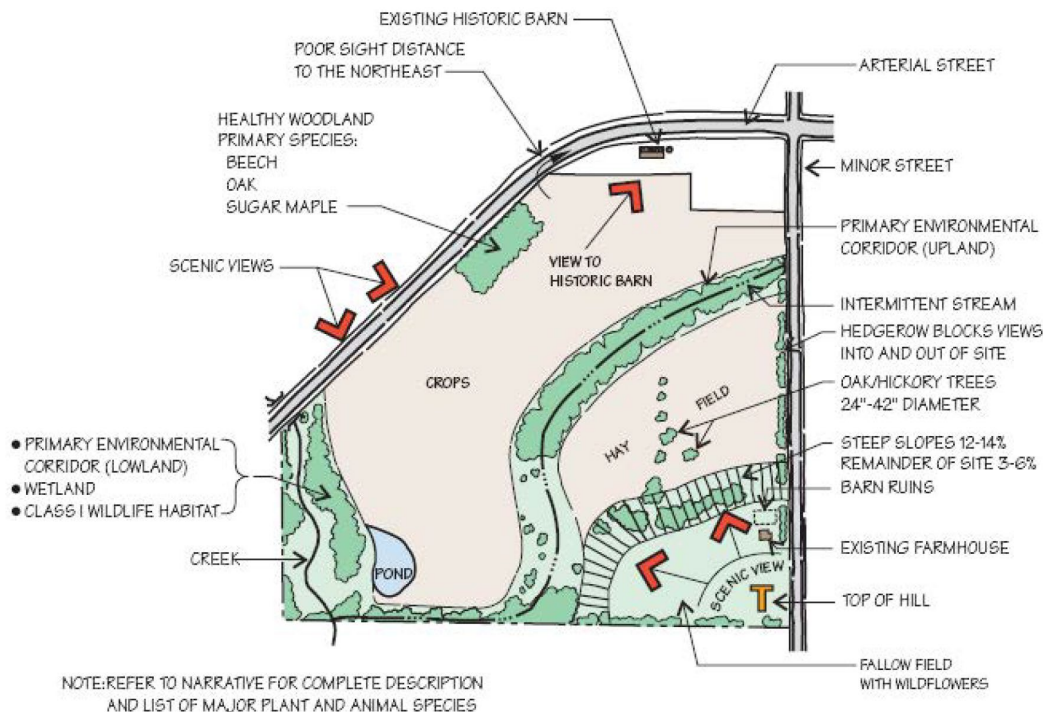 EXISTING HISTORIC BARN
POOR SIGHT DISTANCE
TO THE NORTHEAST
ARTERIAL STREET
HEALTHY WOODLAND
PRIMARY SPECIES:
BEECH
OAK
SUGAR MAPLE
MINOR STREET
PRIMARY ENVIRONMENTAL
CORRIDOR (UPLAND)
SCENIC VIEWS
VIEW TO
HISTORIC BARN
INTERMITTENT STREAM
HEDGEROW BLOCKS VIEWS
INTO AND OUT OF SITE
CROPS
OAK/HICKORY TREES
24"-42" DIAMETER
HAY FIELD
• PRIMARY ENVIRONMENTAL
CORRIDOR (LOWLAND)
• WETLAND
• CLASS I WILDLIFE HABITAT
STEEP SLOPES 12-14%
REMAINDER OF SITE 3-6%
BARN RUINS
CREEK
POND
EXISTING FARMHOUSE
SCENIC VIEW
T
TOP OF HILL
FALLOW FIELD
WITH WILDFLOWERS
NOTE:REFER TO NARRATIVE FOR COMPLETE DESCRIPTION
AND LIST OF MAJOR PLANT AND ANIMAL SPECIES